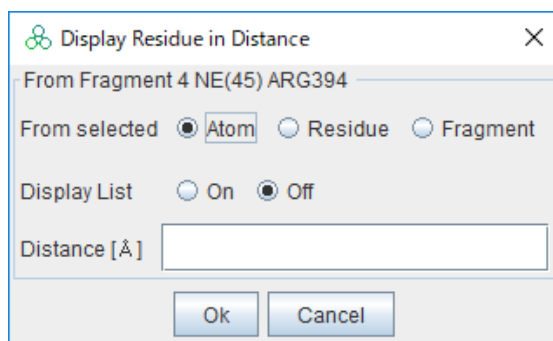 Display Residue in Distance
From Fragment 4 NE(45) ARG394
From selected Atom Residue Fragment
Display List On Off
Distance [Å]
Ok Cancel